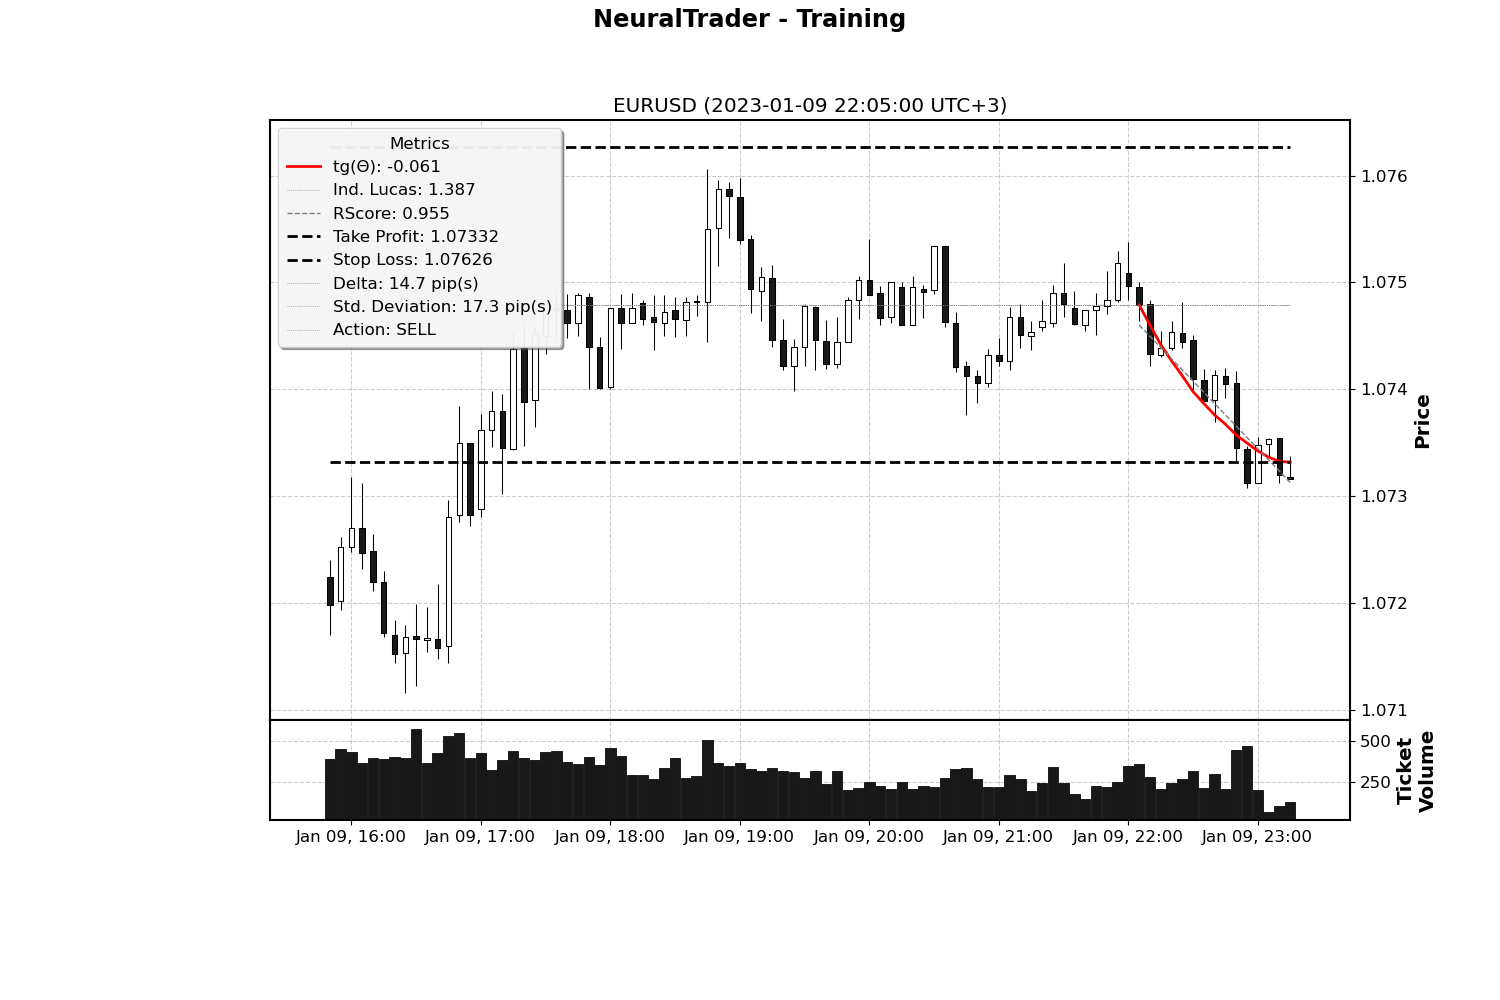 NeuralTrader - Training
EURUSD (2023-01-09 22:05:00 UTC+3)
Metrics
tg(Θ): -0.061
Ind. Lucas: 1.387
RScore: 0.955
Take Profit: 1.07332
Stop Loss: 1.07626
Delta: 14.7 pip(s)
Std. Deviation: 17.3 pip(s)
Action: SELL
1.076
1.075
1.074
1.073
1.072
1.071
Price
500
250
Ticket
Volume
Jan 09, 16:00 Jan 09, 17:00 Jan 09, 18:00 Jan 09, 19:00 Jan 09, 20:00 Jan 09, 21:00 Jan 09, 22:00 Jan 09, 23:00